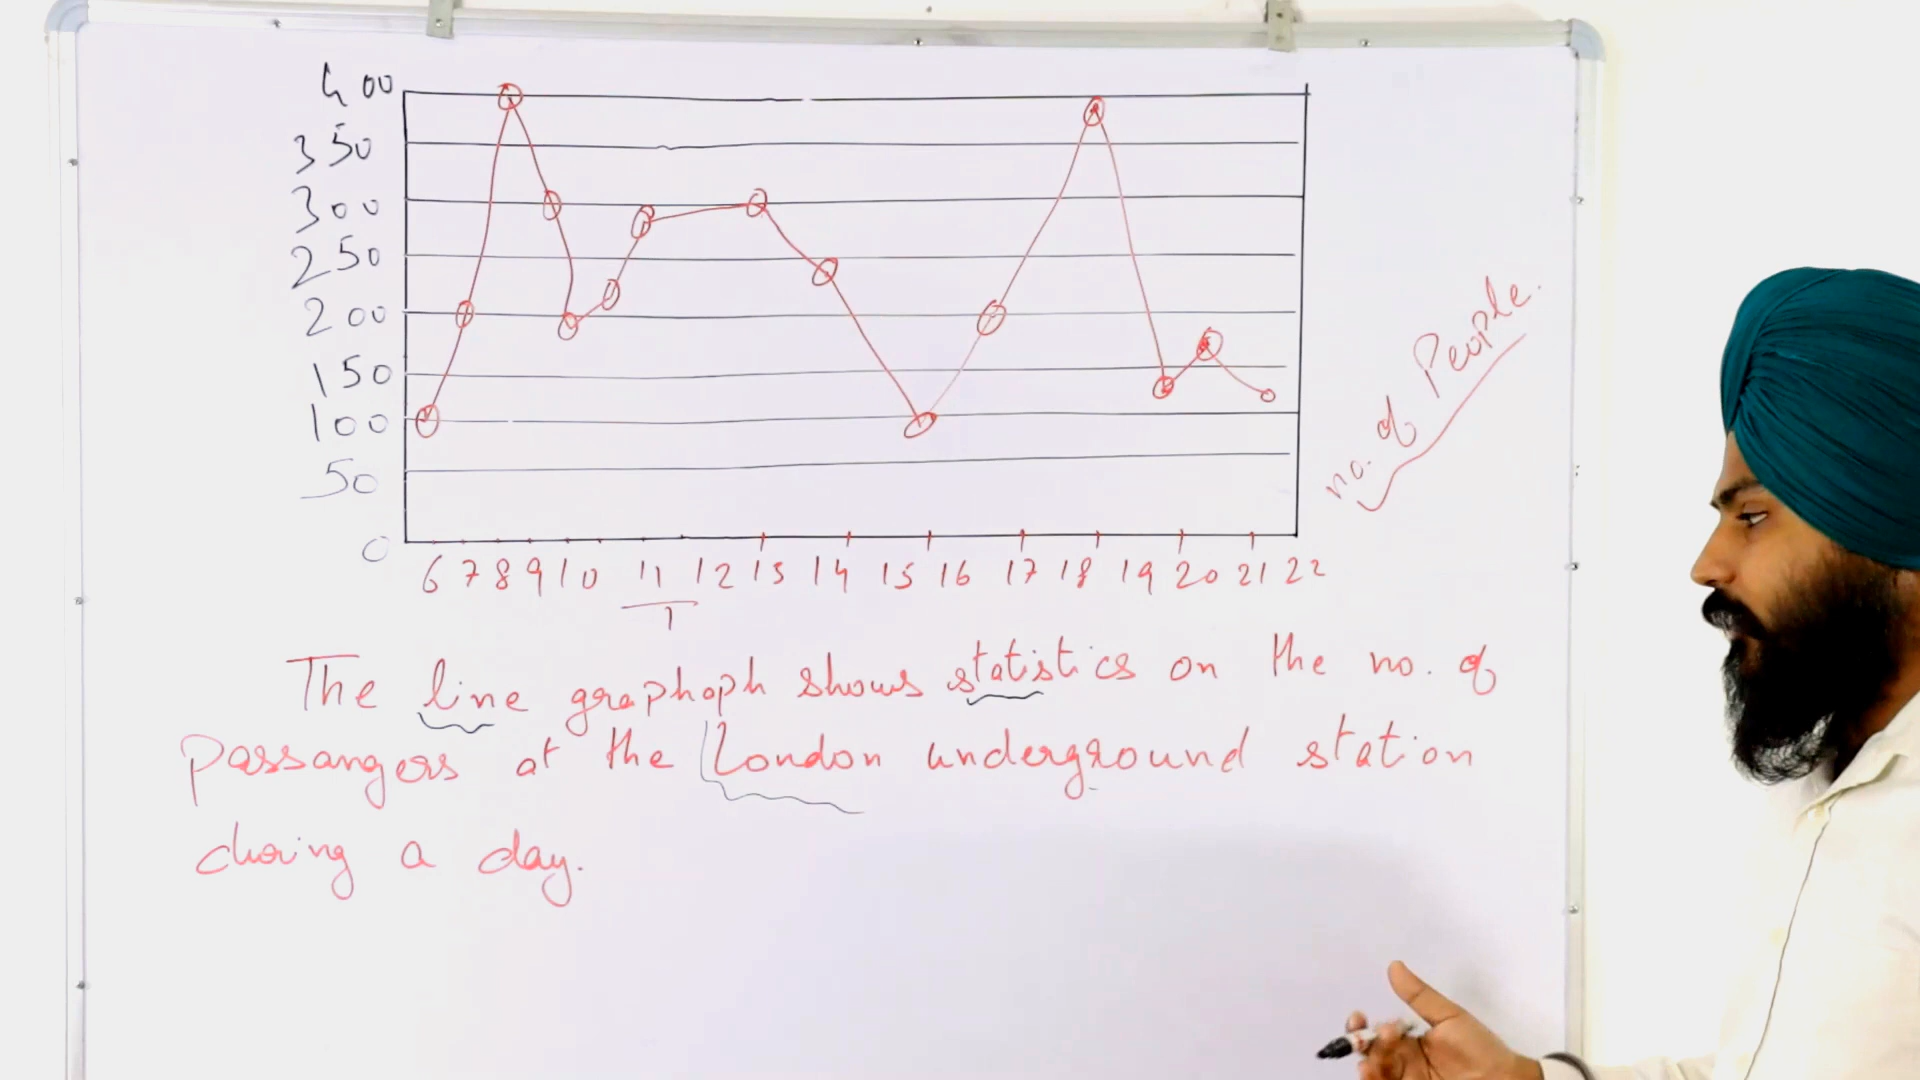 400
350
300
250
200
150
100
50
0
6 7 8 9 10 11 12 13 14 15 16 17 18 19 20 21 22
1
no. of People.
The line graphaph shows statistics on the no. of
passangers at the London underground station
during a day.